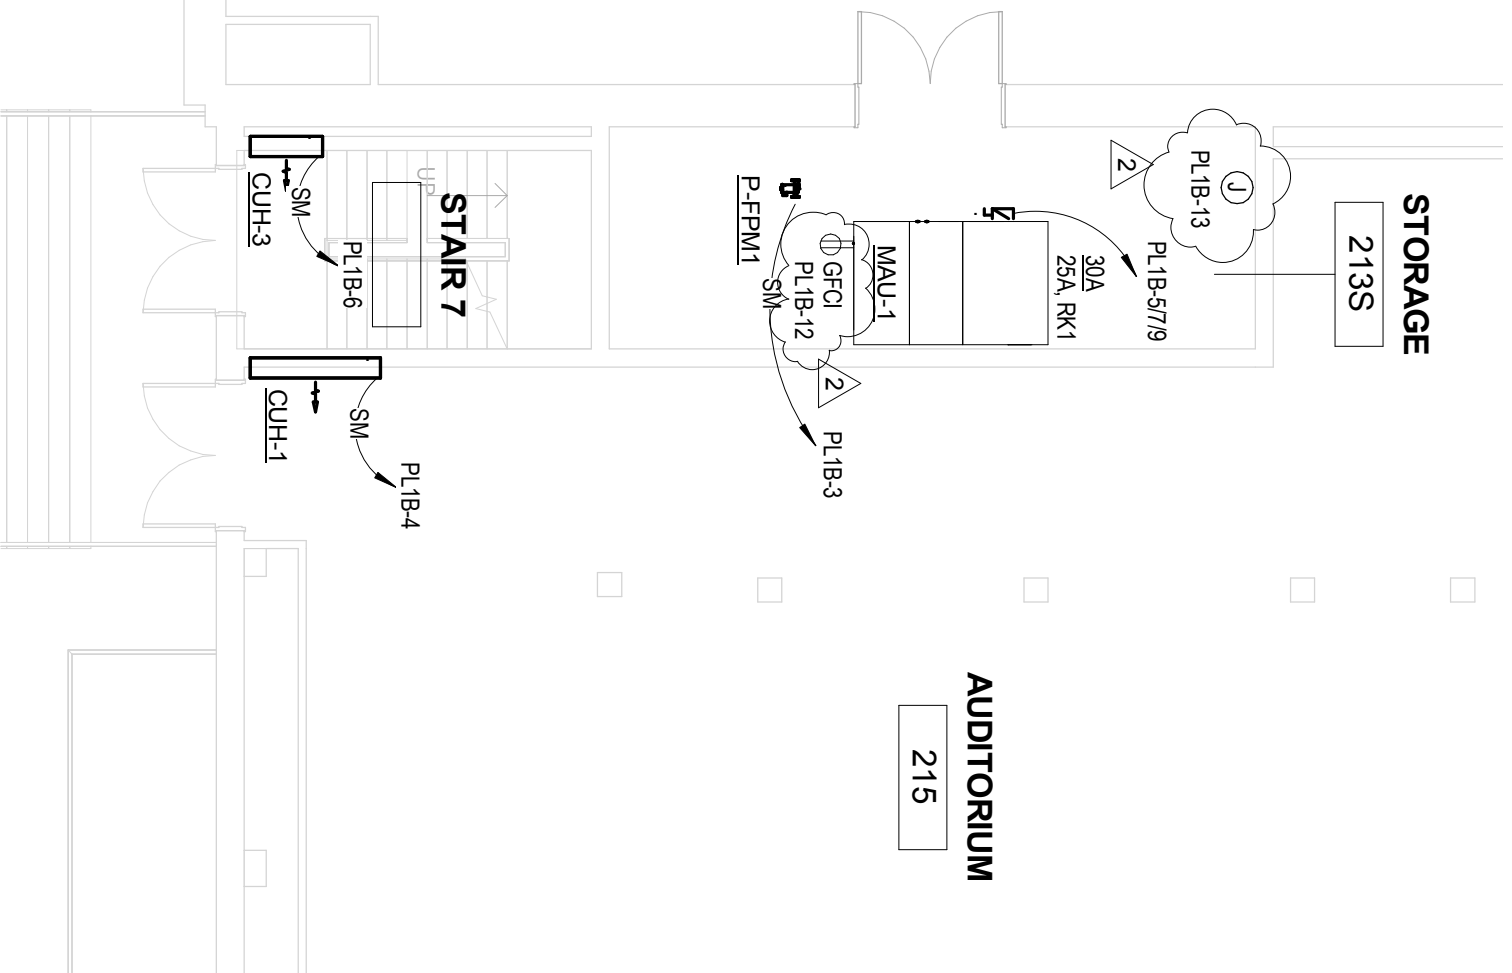 STORAGE
213S
J
PL1B-13
2
PL1B-5/7/9
30A
25A, RK1
MAU-1
GFCI
PL1B-12
2
P-FPM1
SM
PL1B-3
UP
STAIR 7
CUH-3
SM
PL1B-6
CUH-1
SM
PL1B-4
AUDITORIUM
215